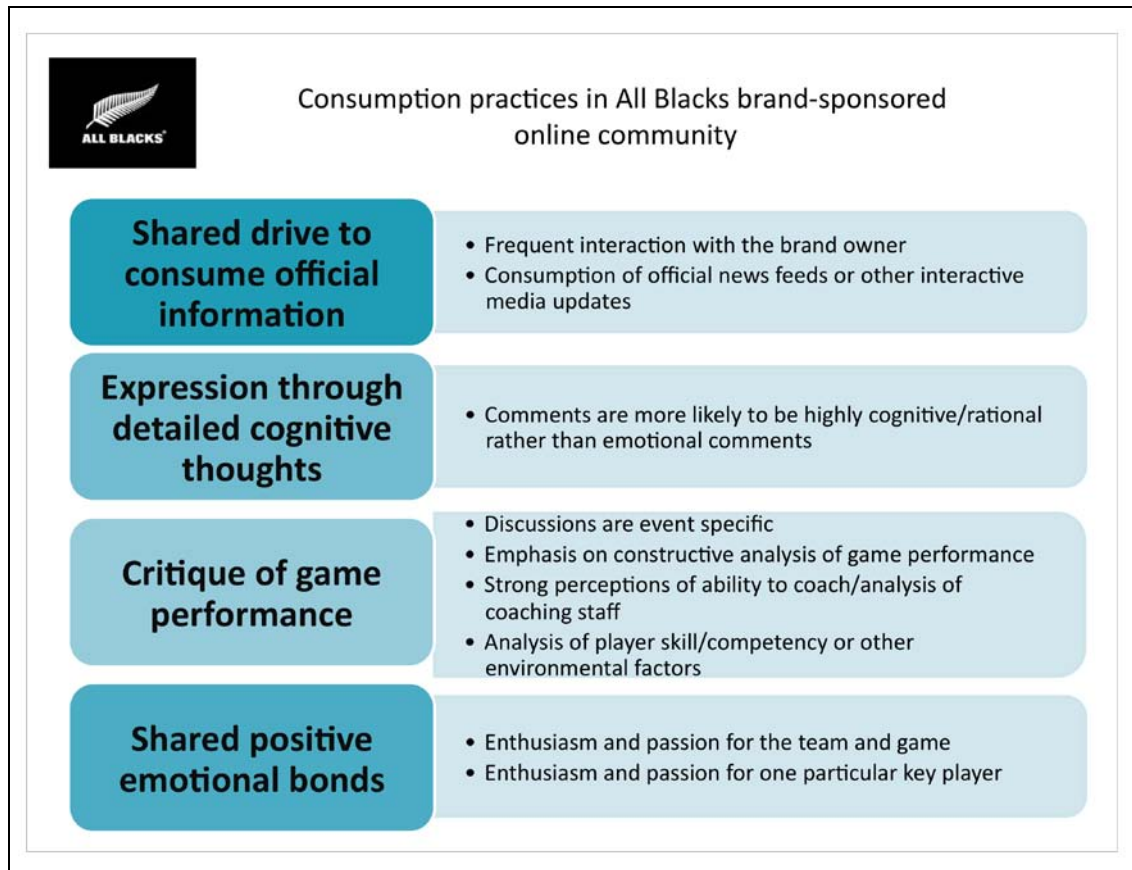 ALL BLACKS®
Consumption practices in All Blacks brand-sponsored
online community
Shared drive to
consume official
information
• Frequent interaction with the brand owner
• Consumption of official news feeds or other interactive
media updates
Expression through
detailed cognitive
thoughts
• Comments are more likely to be highly cognitive/rational
rather than emotional comments
Critique of game
performance
• Discussions are event specific
• Emphasis on constructive analysis of game performance
• Strong perceptions of ability to coach/analysis of
coaching staff
• Analysis of player skill/competency or other
environmental factors
Shared positive
emotional bonds
• Enthusiasm and passion for the team and game
• Enthusiasm and passion for one particular key player